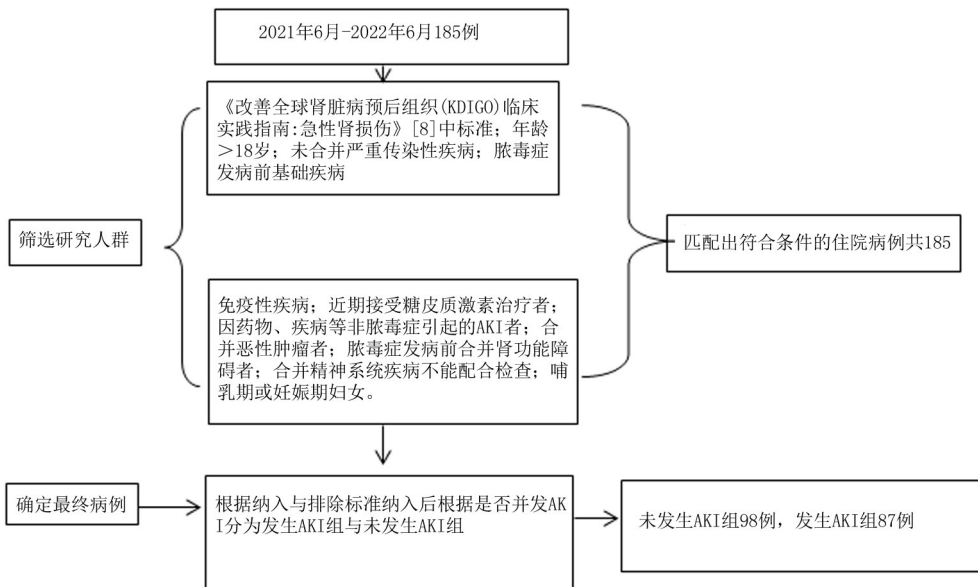 2021年6月-2022年6月185例
《改善全球肾脏病预后组织(KDIGO)临床
实践指南:急性肾损伤》[8]中标准；年龄
＞18岁；未合并严重传染性疾病；脓毒症
发病前基础疾病
筛选研究人群
匹配出符合条件的住院病例共185
免疫性疾病；近期接受糖皮质激素治疗者；
因药物、疾病等非脓毒症引起的AKI者；合
并恶性肿瘤者；脓毒症发病前合并肾功能障
碍者；合并精神系统疾病不能配合检查；哺
乳期或妊娠期妇女。
确定最终病例
根据纳入与排除标准纳入后根据是否并发AK
I分为发生AKI组与未发生AKI组
未发生AKI组98例，发生AKI组87例